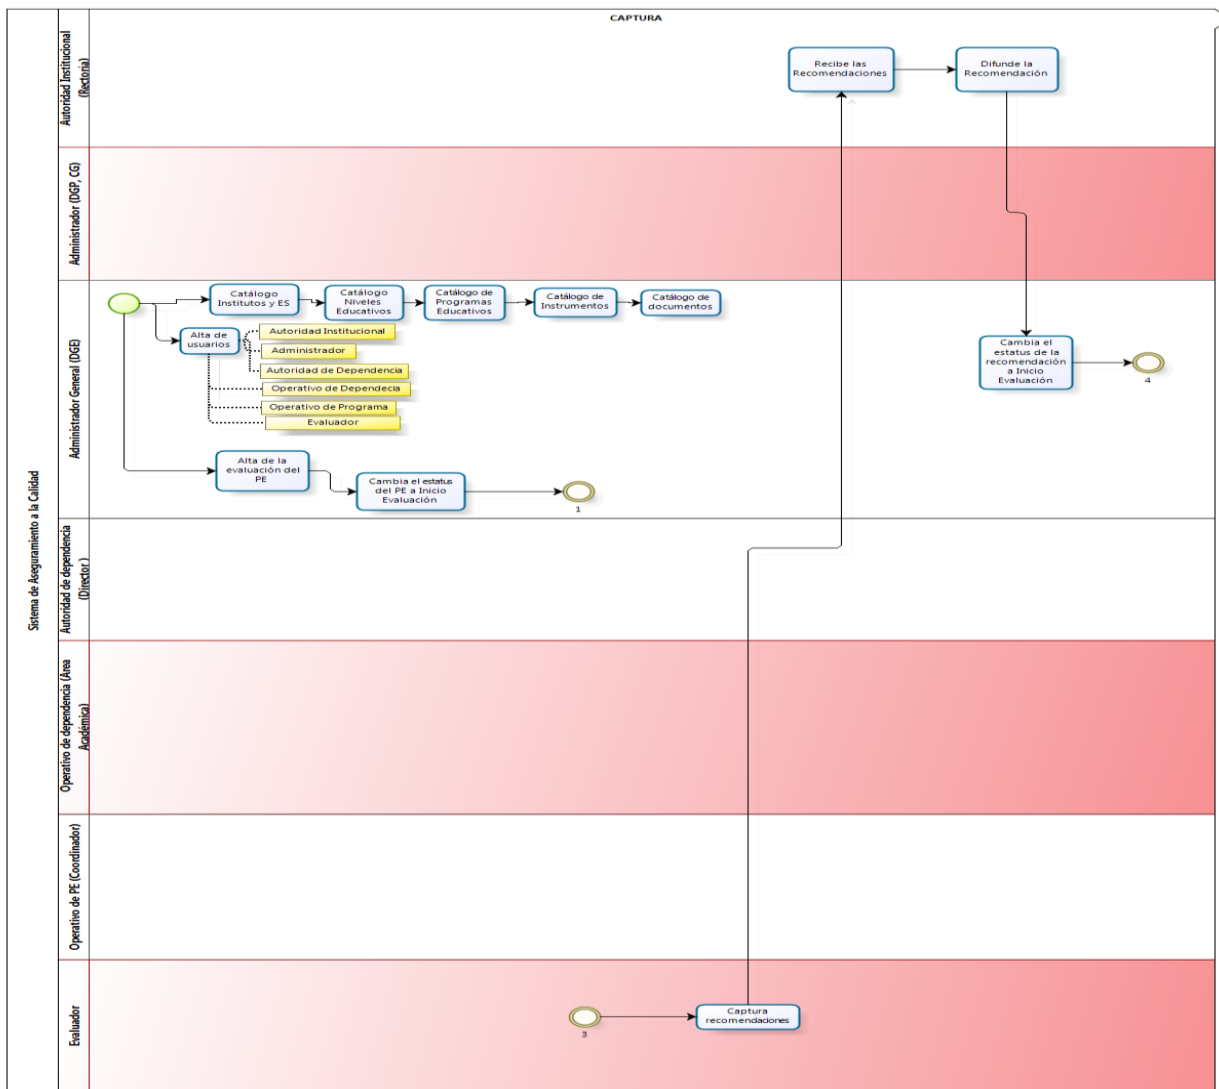 CAPTURA
Sistema de Aseguramiento a la Calidad
Autoridad Institucional
(Rectoria)
Recibe las
Recomendaciones
Difunde la
Recomendación
Administrador (DGP, CG)
Administrador General (DGE)
Catálogo
Institutos y ES
Catálogo
Niveles
Educativos
Catálogo de
Programas
Educativos
Catálogo de
Instrumentos
Catálogo de
documentos
Alta de
usuarios
Autoridad Institucional
Administrador
Autoridad de Dependencia
Operativo de Dependecia
Operativo de Programa
Evaluador
Cambia el
estatus de la
recomendación
a Inicio
Evaluación
4
Alta de la
evaluación del
PE
Cambia el estatus
del PE a Inicio
Evaluación
1
Autoridad de dependencia
(Director )
Operativo de dependencia (Área
Académica)
Operativo de PE (Coordinador)
Evaluador
3
Captura
recomendaciones